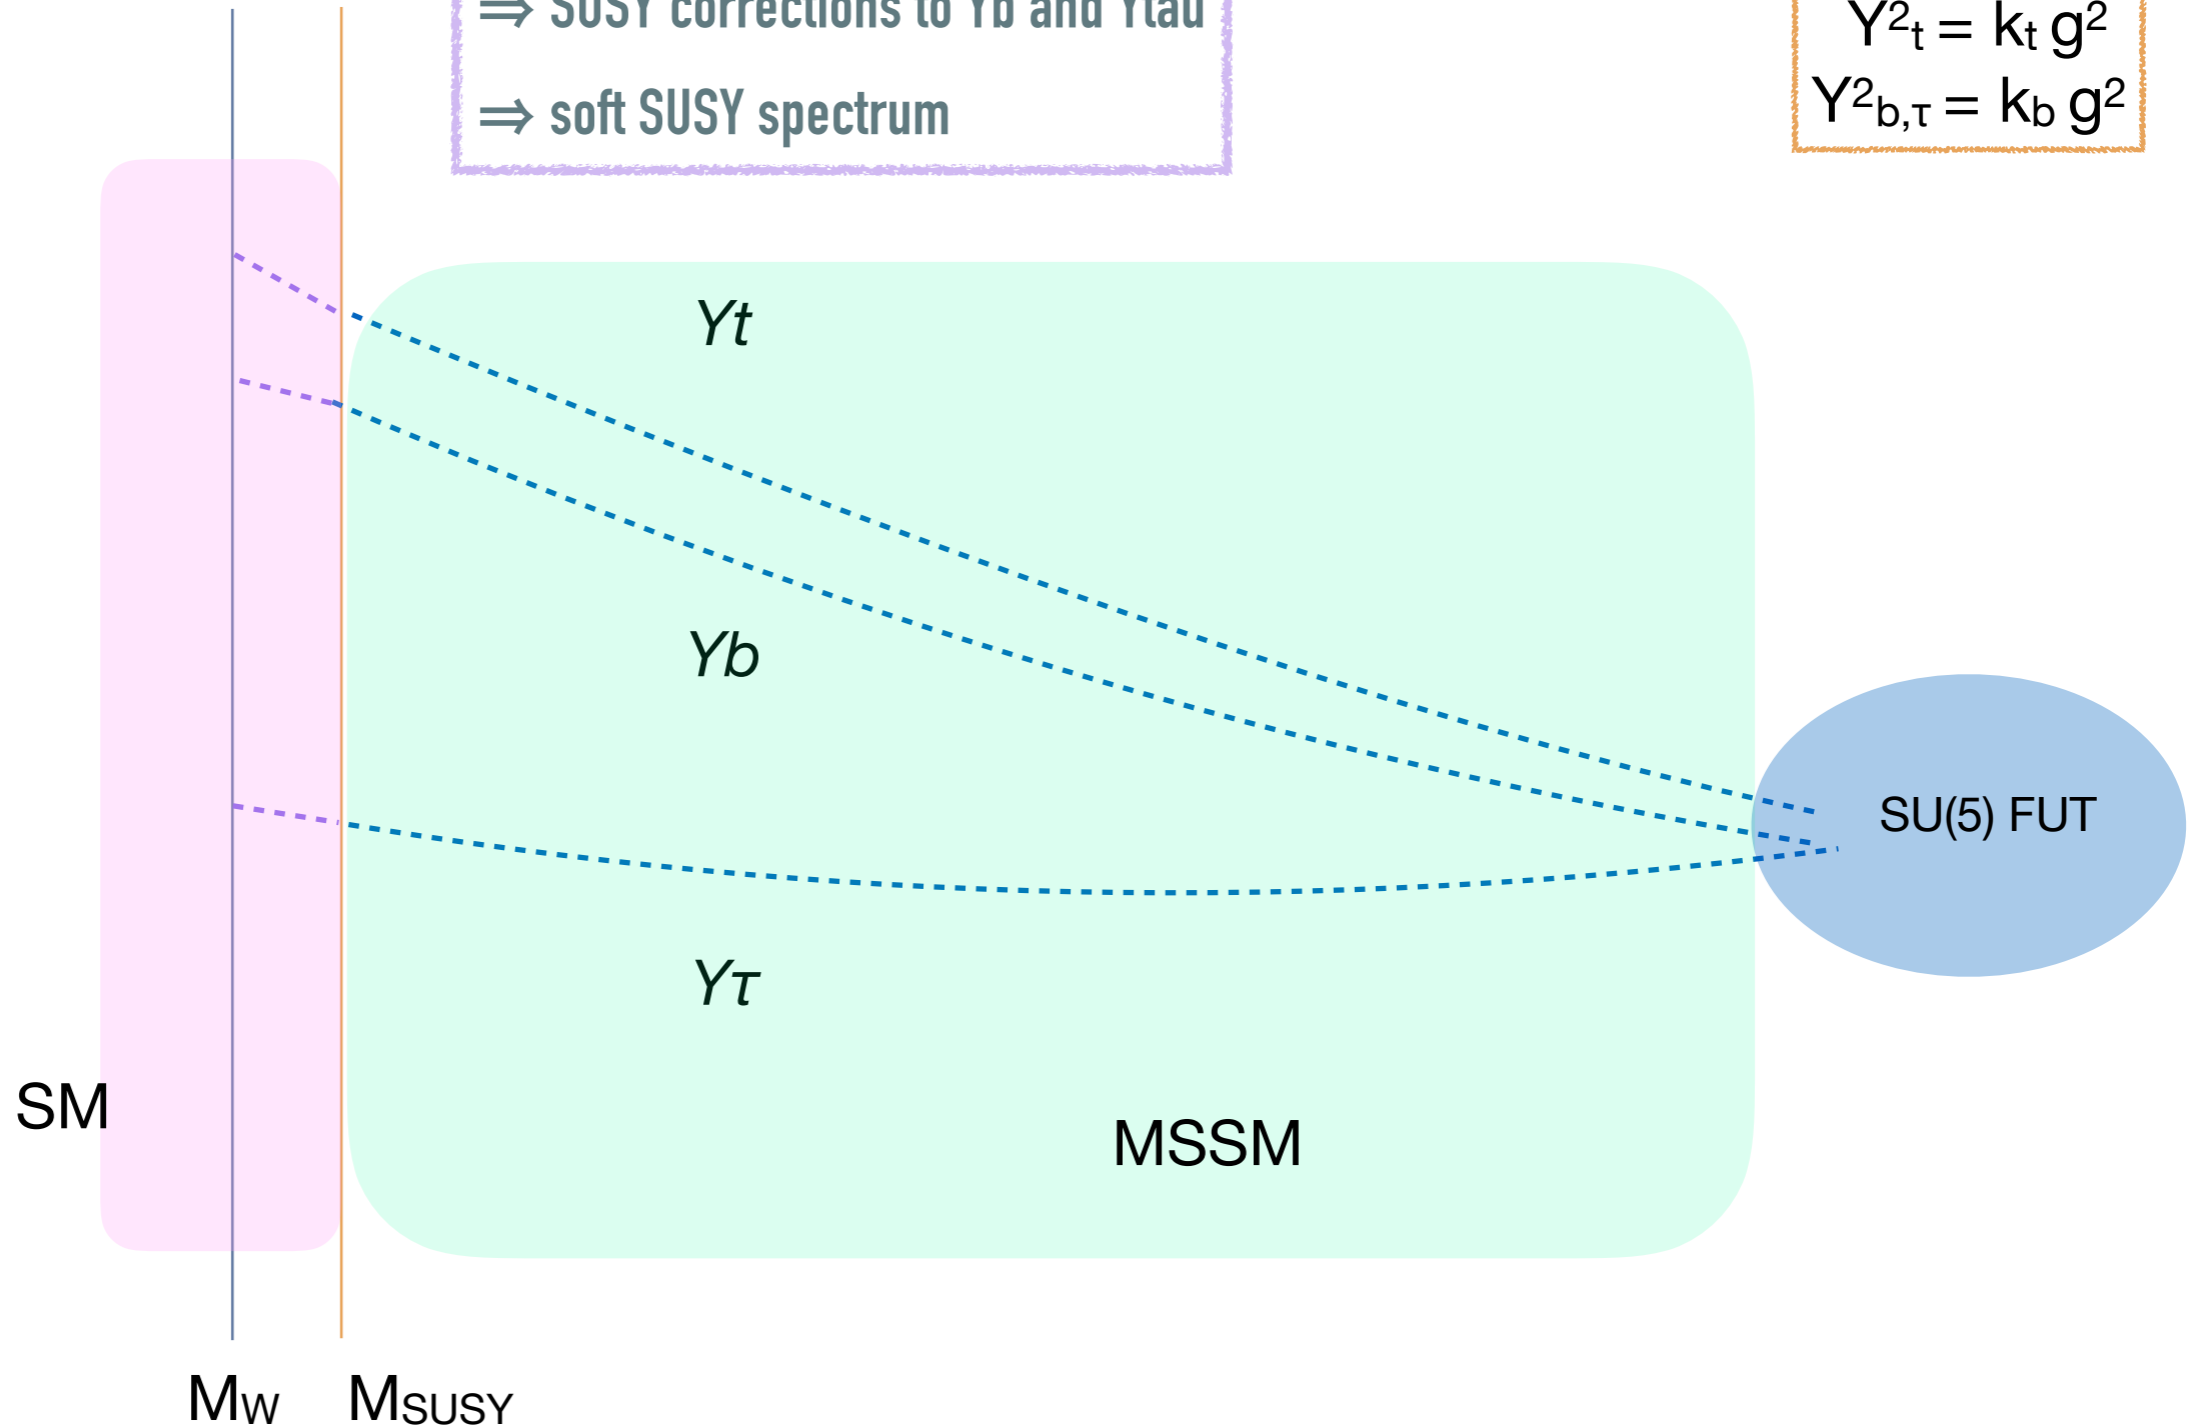 ⇒ SUSY corrections to Yb and Ytau
⇒ soft SUSY spectrum
Y²t = kt g²
Y²b,τ = kb g²
Yt
Yb
SU(5) FUT
Yτ
SM
MSSM
MW
MSUSY